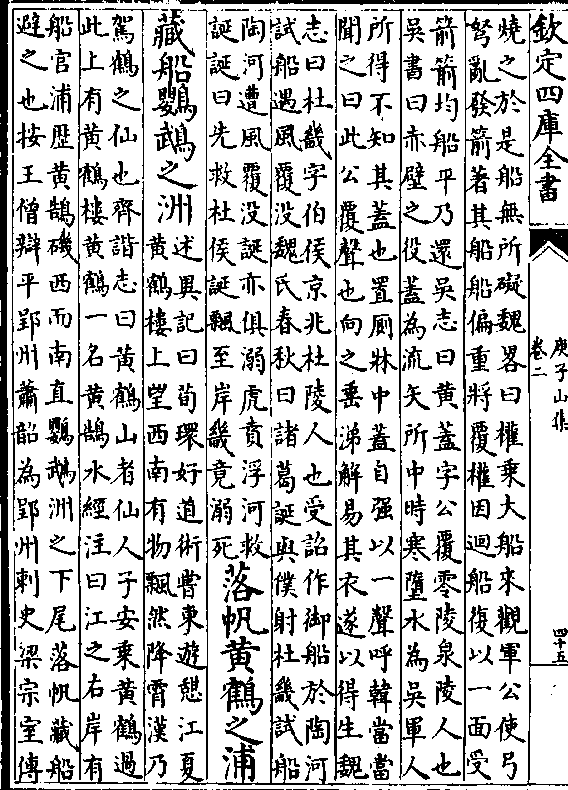 欽定四庫全書
庾子山集
卷二
四十五
燒之於是船無所礙魏畧曰權乘大船來觀軍公使弓
弩亂發箭著其船船偏重將覆權因迴船復以一面受
箭箭均船平乃還吳志曰黄蓋字公覆零陵泉陵人也
吳書曰赤壁之役蓋為流矢所中時寒墮水為吳軍人
所得不知其蓋也置厠牀中蓋自强以一聲呼韓當當
聞之曰此公覆聲也向之垂涕解易其衣遂以得生魏
志曰杜畿字伯侯京兆杜陵人也受詔作御船於陶河
試船遇風覆没魏氏春秋曰諸葛誕與僕射杜畿試船
陶河遭風覆没誕亦俱溺虎賁浮河救
誕誕曰先救杜侯誕飄至岸畿竟溺死
落帆黄鶴之浦
藏船鸚鵡之洲
述異記曰荀環好道術嘗東遊憇江夏
黄鶴樓上望西南有物飄然降霄漢乃
駕鶴之仙也齊諧志曰黄鶴山者仙人子安乘黄鶴過
此上有黄鶴樓黄鶴一名黄鵠水經注曰江之右岸有
船官浦歴黄鵠磯西而南直鸚鵡洲之下尾落帆藏船
避之也按王僧辯平郢州蕭韶為郢州刺史梁宗室傳